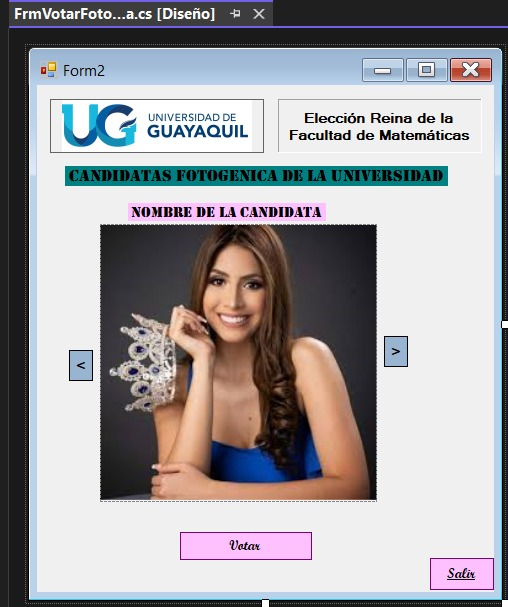 FrmVotarFoto...a.cs [Diseño]
Form2
UG UNIVERSIDAD DE
GUAYAQUIL
Elección Reina de la
Facultad de Matemáticas
CANDIDATAS FOTOGENICA DE LA UNIVERSIDAD
NOMBRE DE LA CANDIDATA
<
>
Votar
Salir